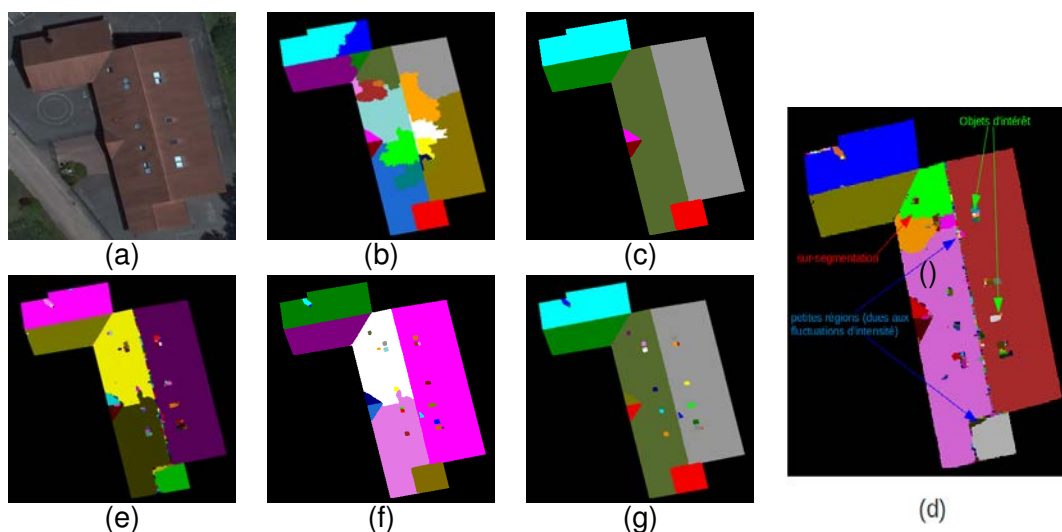 (a)
(b)
(c)
Objets d'intérêt
sur-segmentation
()
petites régions (dues aux
fluctuations d'intensité)
(d)
(e)
(f)
(g)